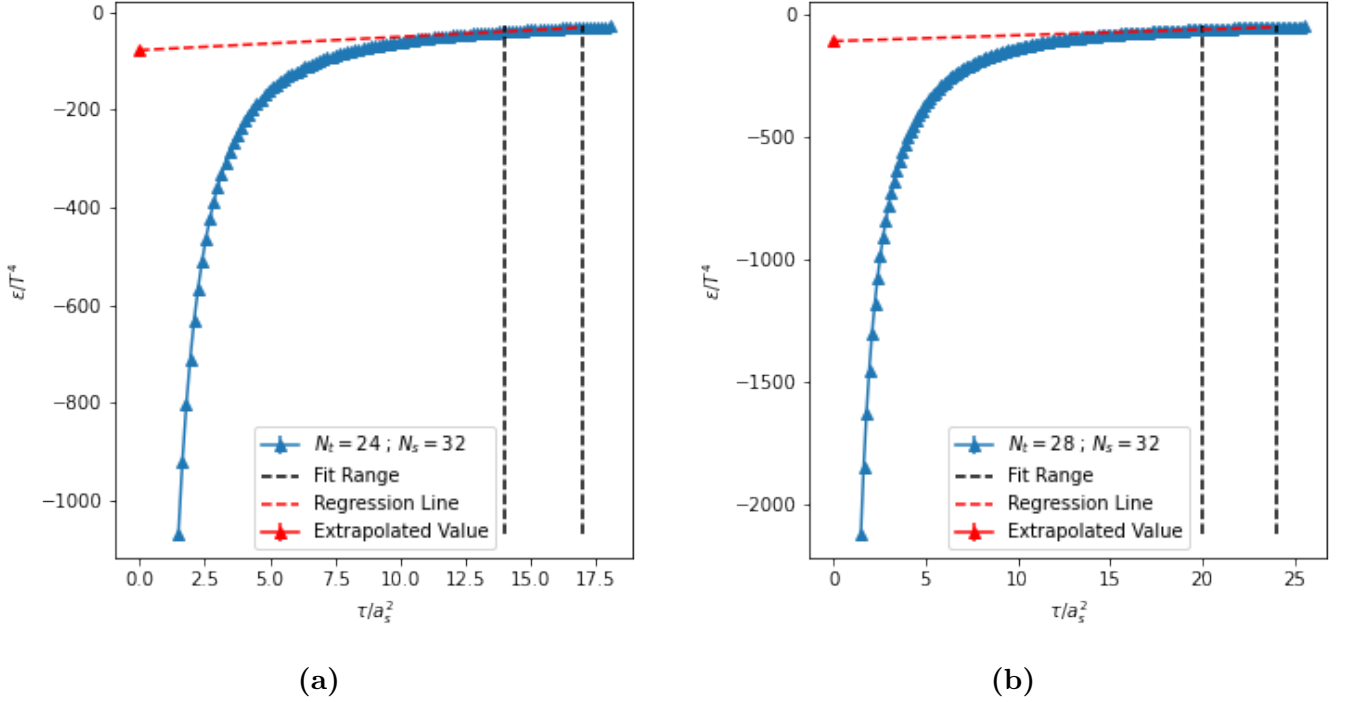 0
−200
−400
−600
−800
−1000
ε/T⁴
0.0 2.5 5.0 7.5 10.0 12.5 15.0 17.5
τ/a_s²
N_t = 24 ; N_s = 32
Fit Range
Regression Line
Extrapolated Value
(a)
0
−500
−1000
−1500
−2000
ε/T⁴
0 5 10 15 20 25
τ/a_s²
N_t = 28 ; N_s = 32
Fit Range
Regression Line
Extrapolated Value
(b)